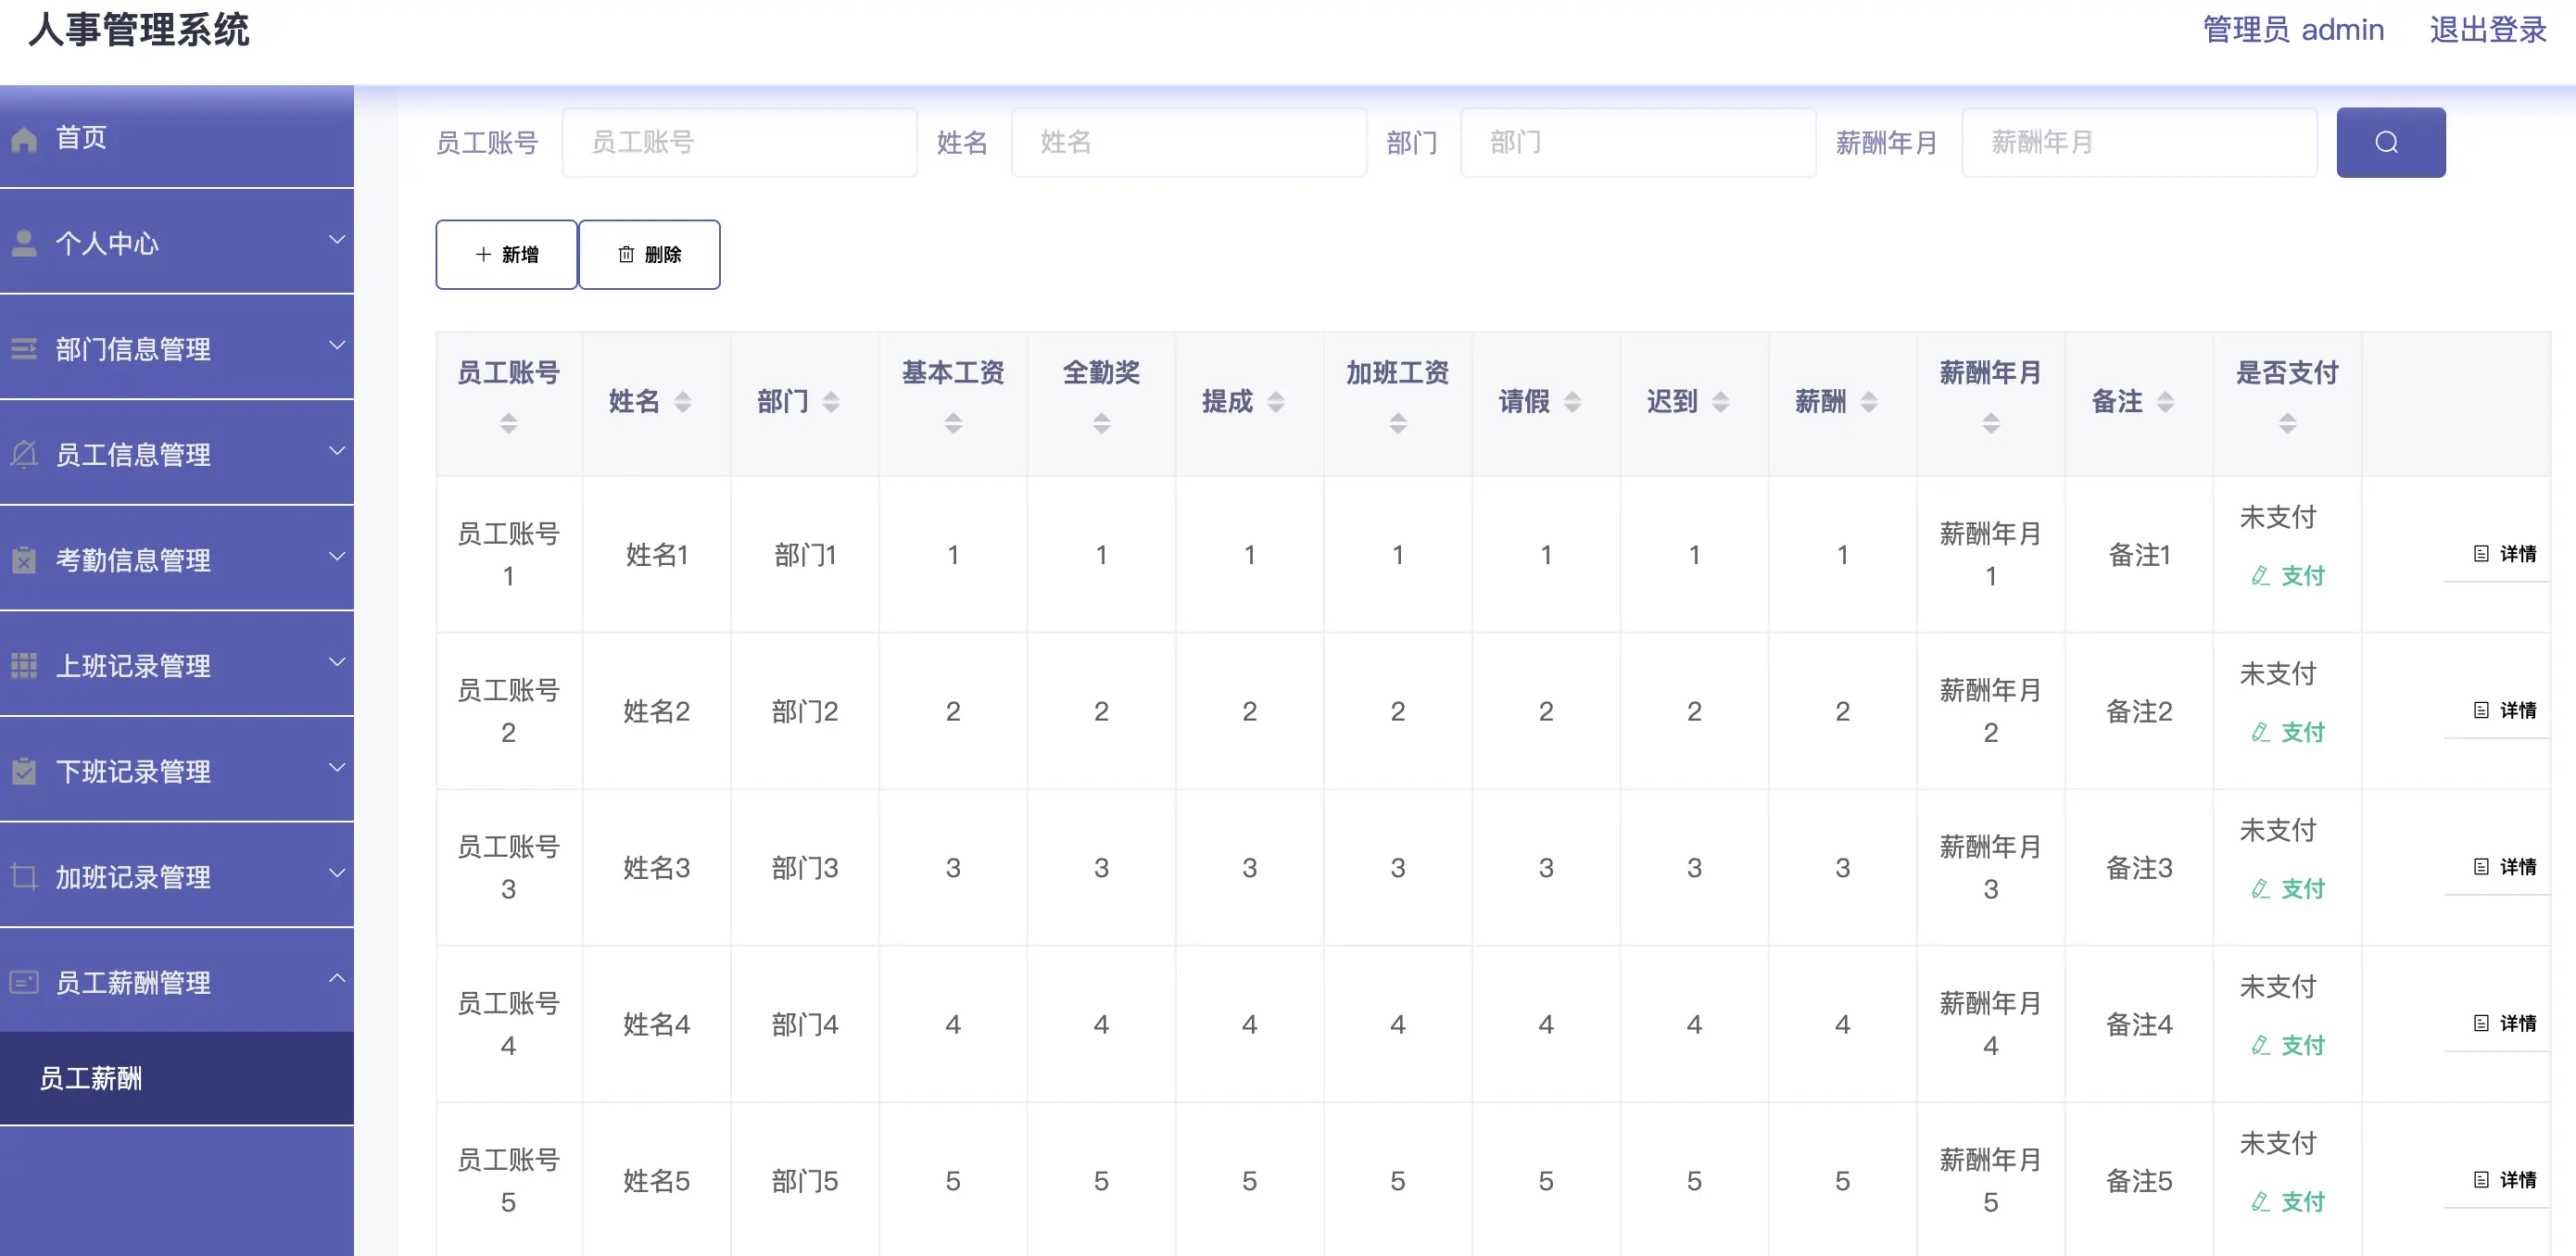 人事管理系统
管理员 admin 退出登录
首页
个人中心
部门信息管理
员工信息管理
考勤信息管理
上班记录管理
下班记录管理
加班记录管理
员工薪酬管理
员工薪酬
员工账号 员工账号 姓名 姓名 部门 部门 薪酬年月 薪酬年月
新增 删除
员工账号 姓名 部门 基本工资 全勤奖 提成 加班工资 请假 迟到 薪酬 薪酬年月 备注 是否支付
员工账号1 姓名1 部门1 1 1 1 1 1 1 1 薪酬年月1 备注1 未支付 支付 详情
员工账号2 姓名2 部门2 2 2 2 2 2 2 2 薪酬年月2 备注2 未支付 支付 详情
员工账号3 姓名3 部门3 3 3 3 3 3 3 3 薪酬年月3 备注3 未支付 支付 详情
员工账号4 姓名4 部门4 4 4 4 4 4 4 4 薪酬年月4 备注4 未支付 支付 详情
员工账号5 姓名5 部门5 5 5 5 5 5 5 5 薪酬年月5 备注5 未支付 支付 详情